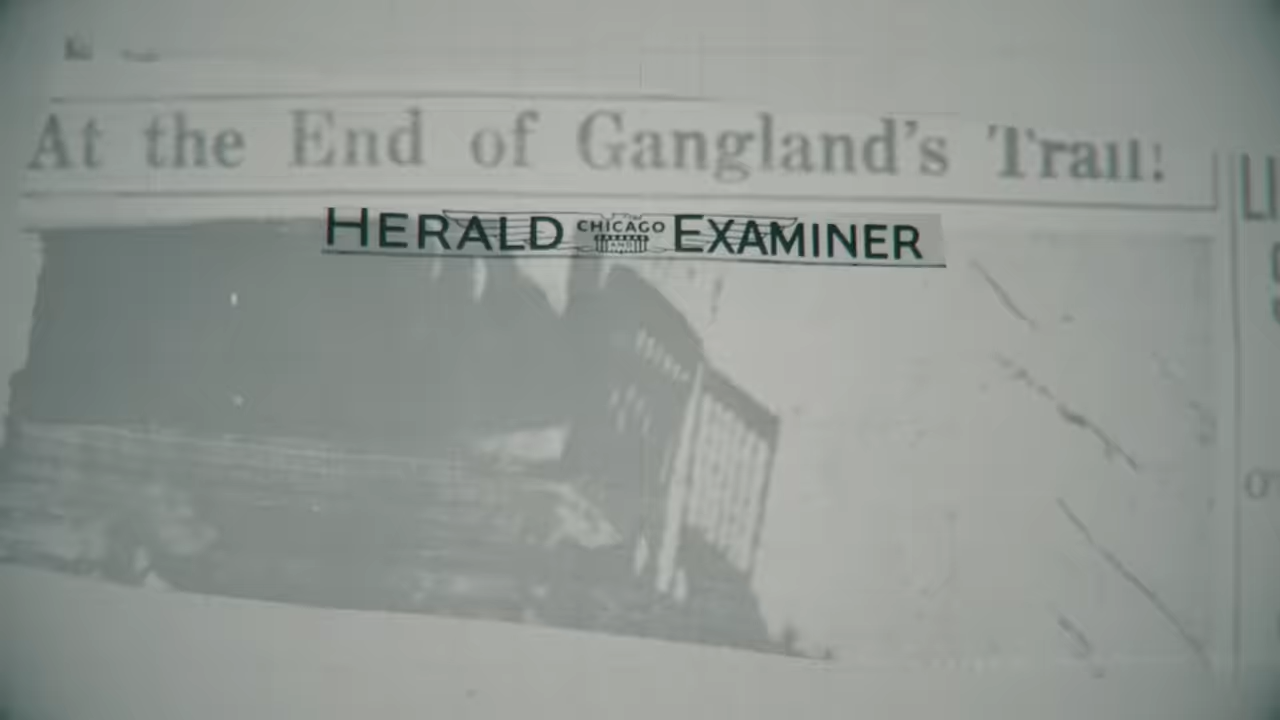 At the End of Gangland's Trail!
HERALD CHICAGO AND EXAMINER